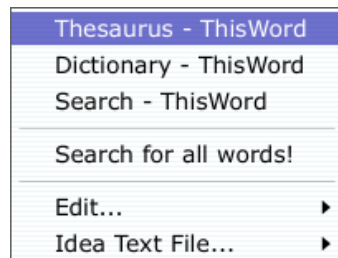 Thesaurus - ThisWord
Dictionary - ThisWord
Search - ThisWord
Search for all words!
Edit...
Idea Text File...